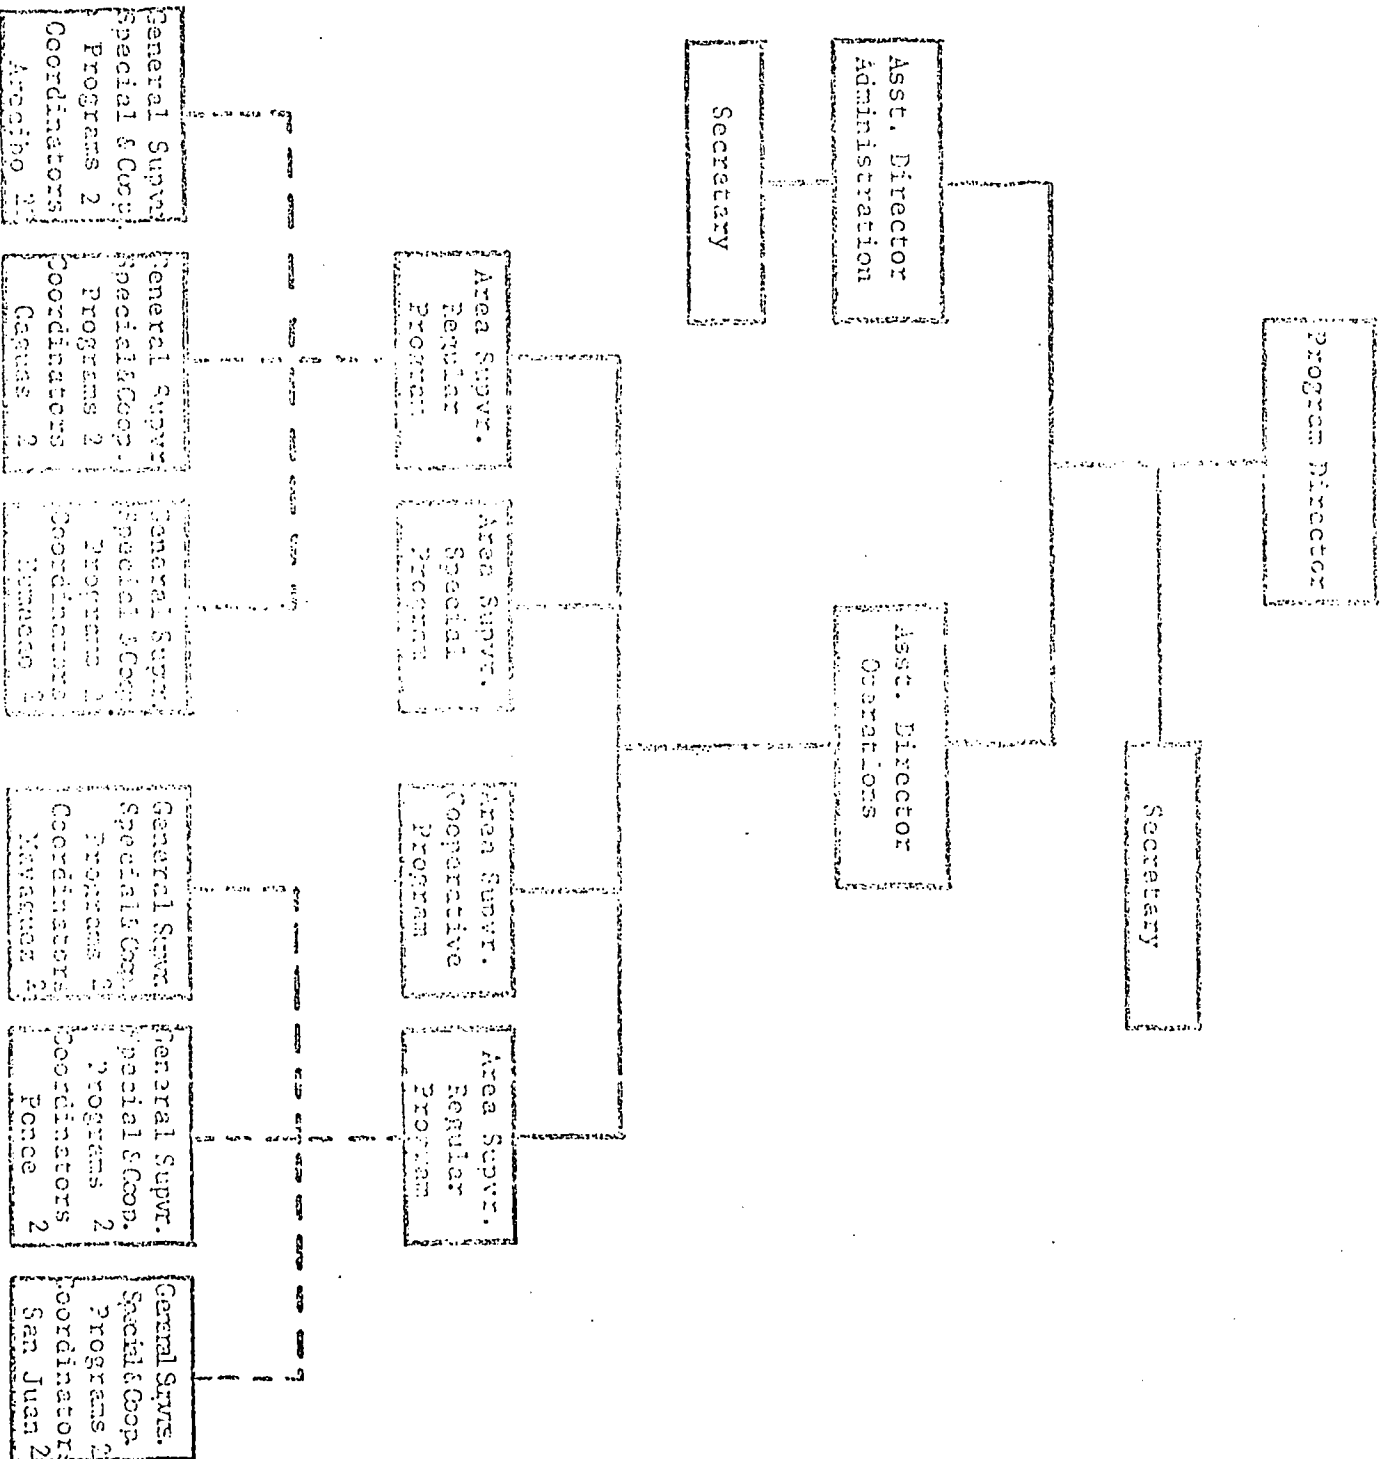 Program Director
Secretary
Asst. Director
Administration
Secretary
Asst. Director
Operations
Area Supvr.
Regular
Program
Area Supvr.
Special
Program
Area Supvr.
Cooperative
Program
Area Supvr.
Regular
Program
General Supvr.
Special & Coop.
Programs 2
Coordinators
Arecibo 2
General Supvr.
Special & Coop.
Programs 2
Coordinators
Caguas 2
General Supvr.
Special & Coop.
Programs 2
Coordinators
Humacao 2
General Supvr.
Special & Coop.
Programs 2
Coordinators
Mayaguez 2
General Supvr.
Special & Coop.
Programs 2
Coordinators
Ponce 2
General Supvrs.
Special & Coop.
Programs 2
Coordinators
San Juan 2